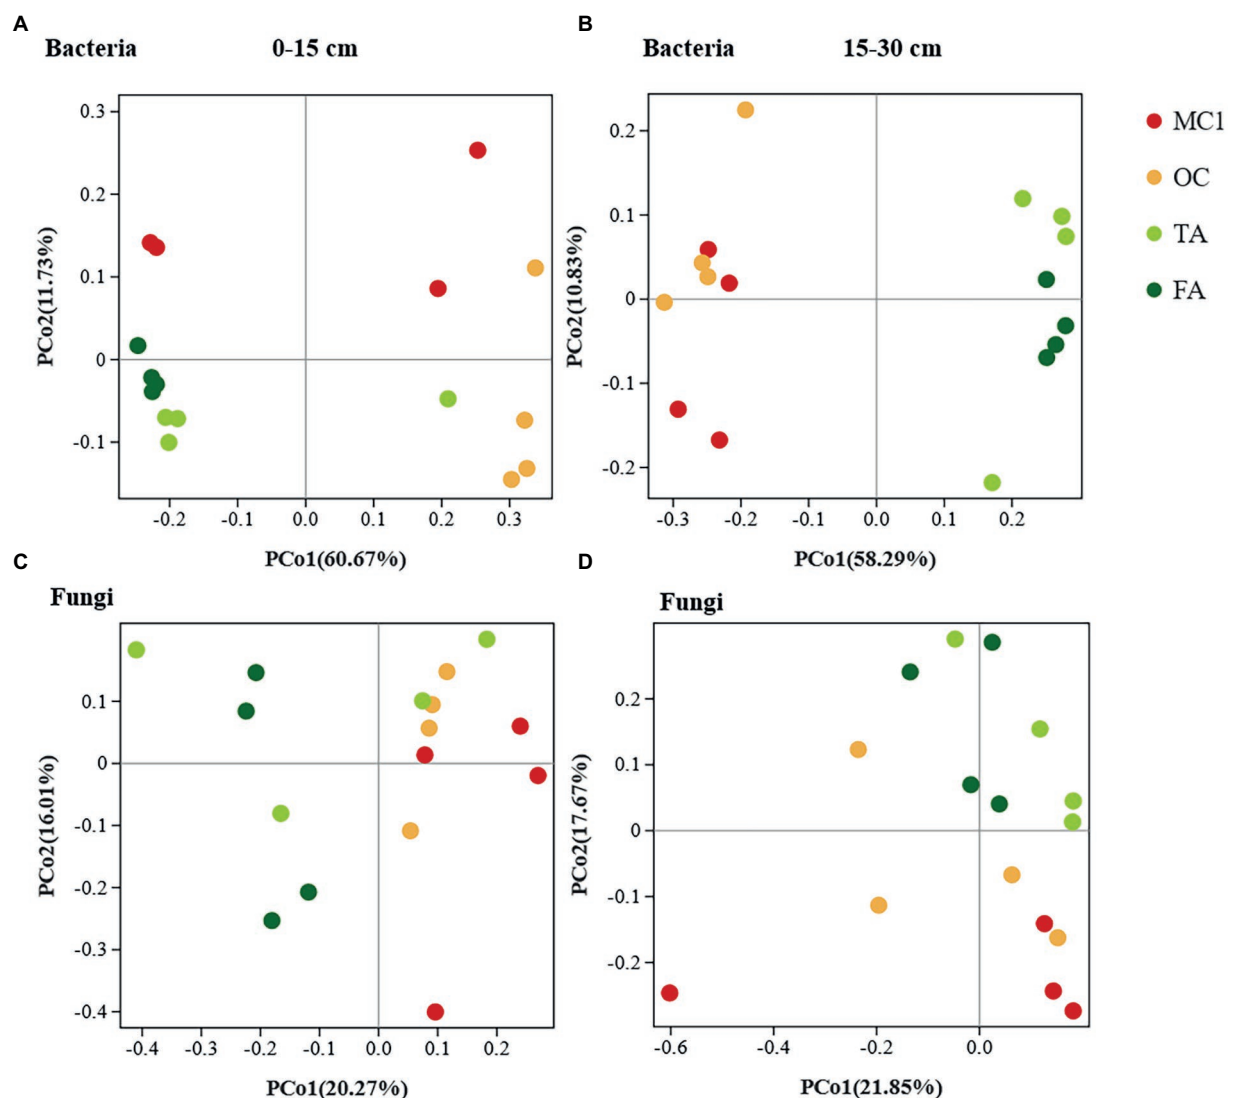 A
Bacteria 0-15 cm
0.3
0.2
0.1
0
-0.1
PCo2(11.73%)
-0.2 -0.1 0.0 0.1 0.2 0.3
PCo1(60.67%)
B
Bacteria 15-30 cm
0.2
0.1
0
-0.1
-0.2
PCo2(10.83%)
-0.3 -0.2 -0.1 0.0 0.1 0.2
PCo1(58.29%)
MC1
OC
TA
FA
C
Fungi
0.1
0
-0.1
-0.2
-0.3
-0.4
PCo2(16.01%)
-0.4 -0.3 -0.2 -0.1 0.0 0.1 0.2
PCo1(20.27%)
D
Fungi
0.2
0.1
0
-0.1
-0.2
PCo2(17.67%)
-0.6 -0.4 -0.2 0.0
PCo1(21.85%)